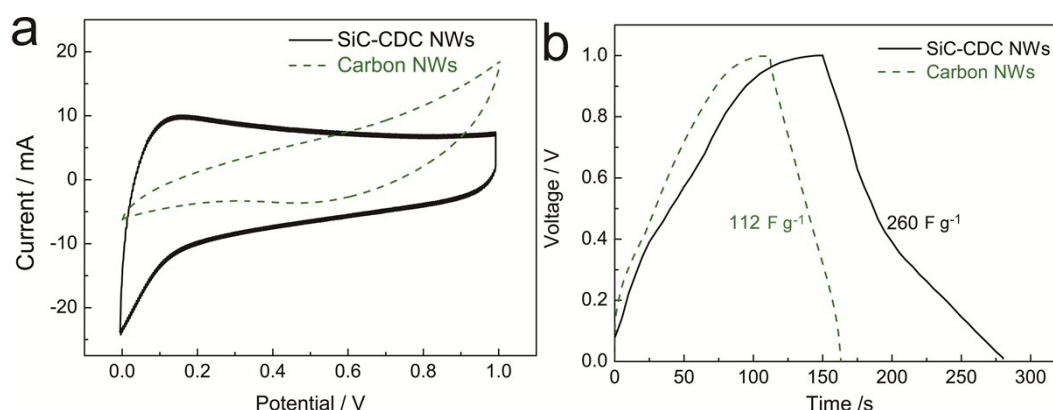 a
SiC-CDC NWs
Carbon NWs
Current / mA
20
10
0
-10
-20
0.0 0.2 0.4 0.6 0.8 1.0
Potential / V
b
SiC-CDC NWs
Carbon NWs
Voltage / V
1.0
0.8
0.6
0.4
0.2
0.0
112 F g⁻¹
260 F g⁻¹
0 50 100 150 200 250 300
Time /s